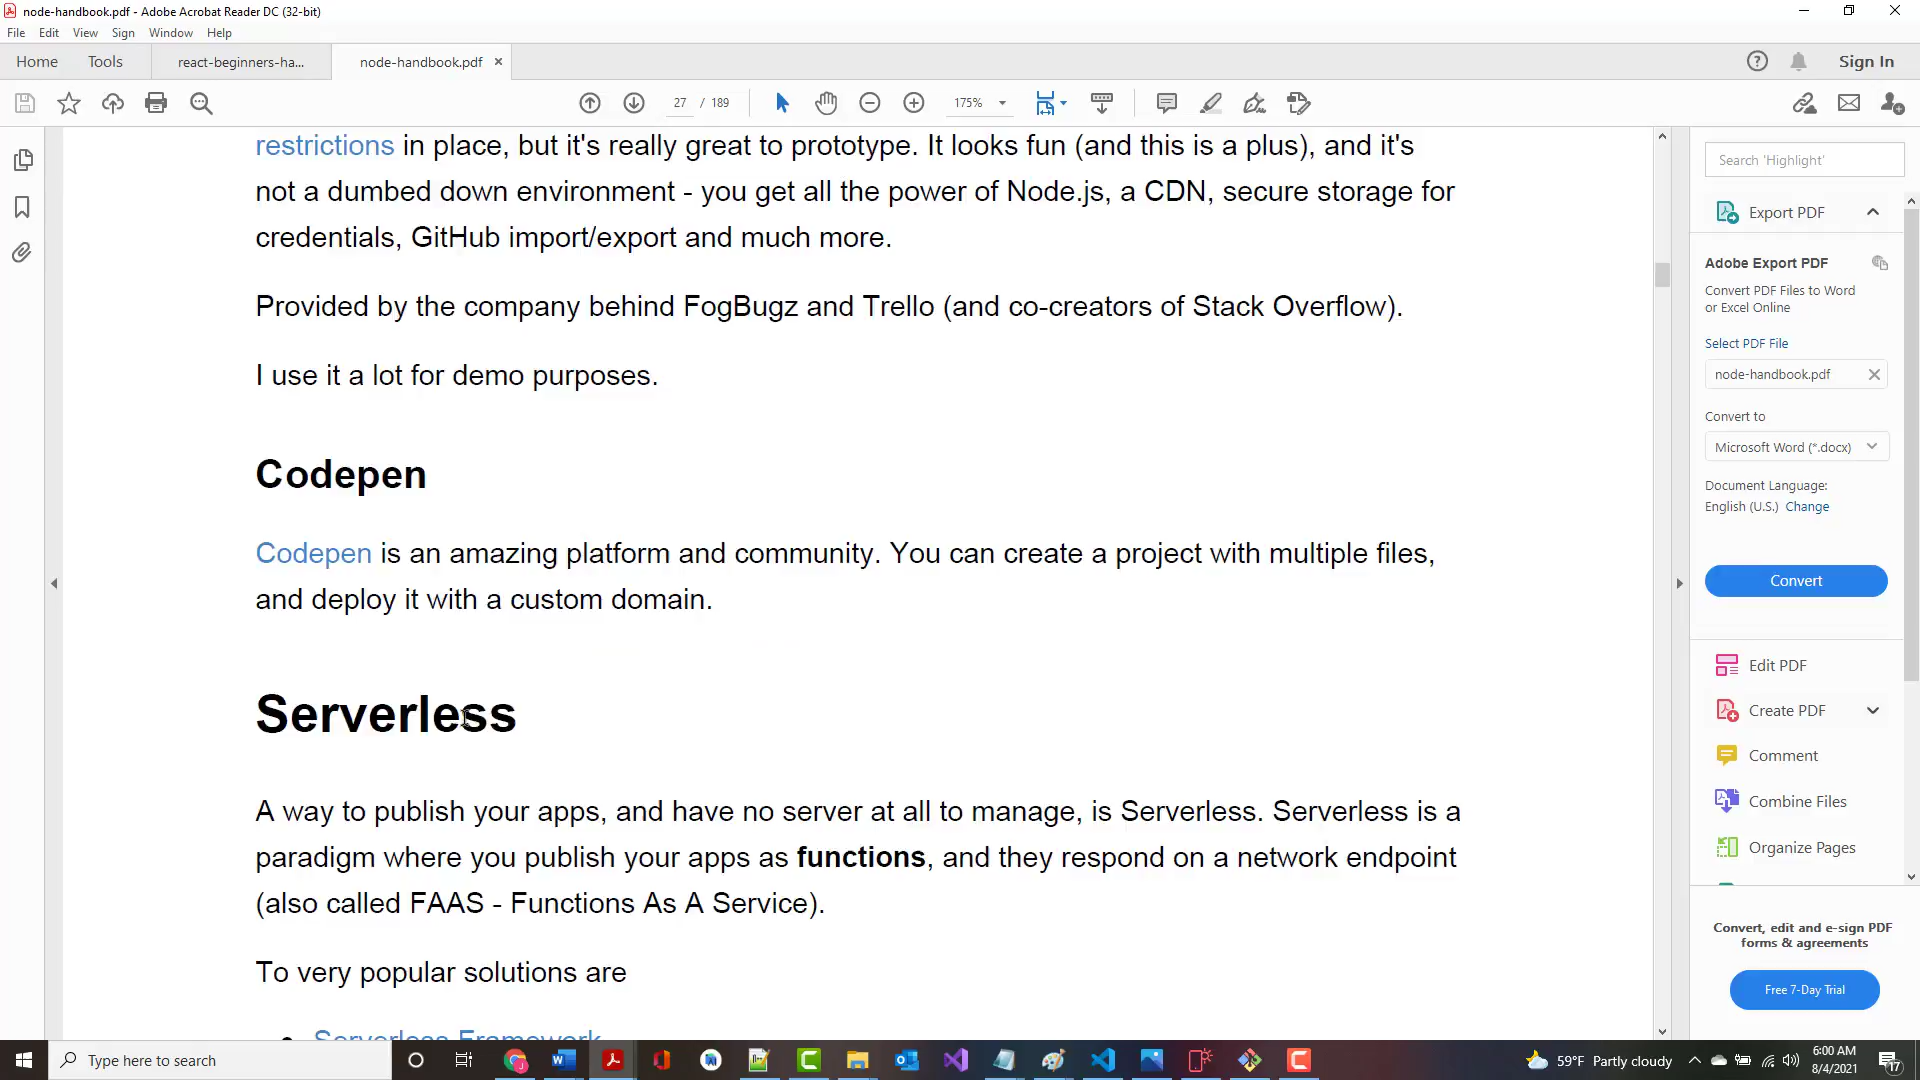 node-handbook.pdf - Adobe Acrobat Reader DC (32-bit)
File Edit View Sign Window Help
Home Tools react-beginners-ha... node-handbook.pdf × Sign In
27 / 189 175%
restrictions in place, but it's really great to prototype. It looks fun (and this is a plus), and it's
not a dumbed down environment - you get all the power of Node.js, a CDN, secure storage for
credentials, GitHub import/export and much more.
Provided by the company behind FogBugz and Trello (and co-creators of Stack Overflow).
I use it a lot for demo purposes.
Codepen
Codepen is an amazing platform and community. You can create a project with multiple files,
and deploy it with a custom domain.
Serverless
A way to publish your apps, and have no server at all to manage, is Serverless. Serverless is a
paradigm where you publish your apps as functions, and they respond on a network endpoint
(also called FAAS - Functions As A Service).
To very popular solutions are
Serverless Framework
Search 'Highlight'
Export PDF
Adobe Export PDF
Convert PDF Files to Word
or Excel Online
Select PDF File
node-handbook.pdf
Convert to
Microsoft Word (*.docx)
Document Language:
English (U.S.) Change
Convert
Edit PDF
Create PDF
Comment
Combine Files
Organize Pages
Convert, edit and e-sign PDF
forms & agreements
Free 7-Day Trial
Type here to search
59°F Partly cloudy
6:00 AM
8/4/2021
17